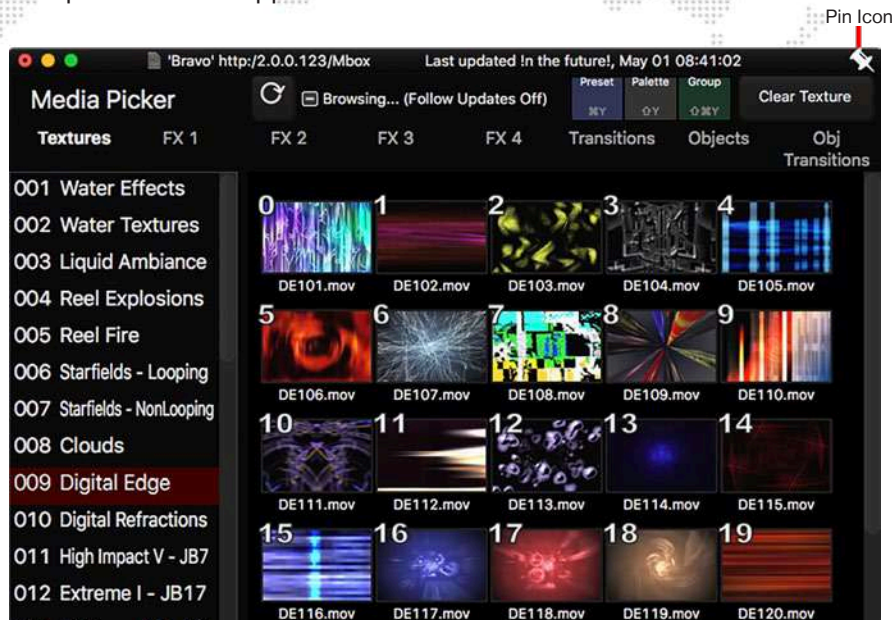 Pin Icon
'Bravo' http:/2.0.0.123/Mbox Last updated !n the future!, May 01 08:41:02
Media Picker
Browsing... (Follow Updates Off)
Preset Palette Group
⌘Y ⇧Y ⇧⌘Y
Clear Texture
Textures FX 1 FX 2 FX 3 FX 4 Transitions Objects Obj
Transitions
001 Water Effects
002 Water Textures
003 Liquid Ambiance
004 Reel Explosions
005 Reel Fire
006 Starfields - Looping
007 Starfields - NonLooping
008 Clouds
009 Digital Edge
010 Digital Refractions
011 High Impact V - JB7
012 Extreme I - JB17
0 1 2 3 4
DE101.mov DE102.mov DE103.mov DE104.mov DE105.mov
5 6 7 8 9
DE106.mov DE107.mov DE108.mov DE109.mov DE110.mov
10 11 12 13 14
DE111.mov DE112.mov DE113.mov DE114.mov DE115.mov
15 16 17 18 19
DE116.mov DE117.mov DE118.mov DE119.mov DE120.mov